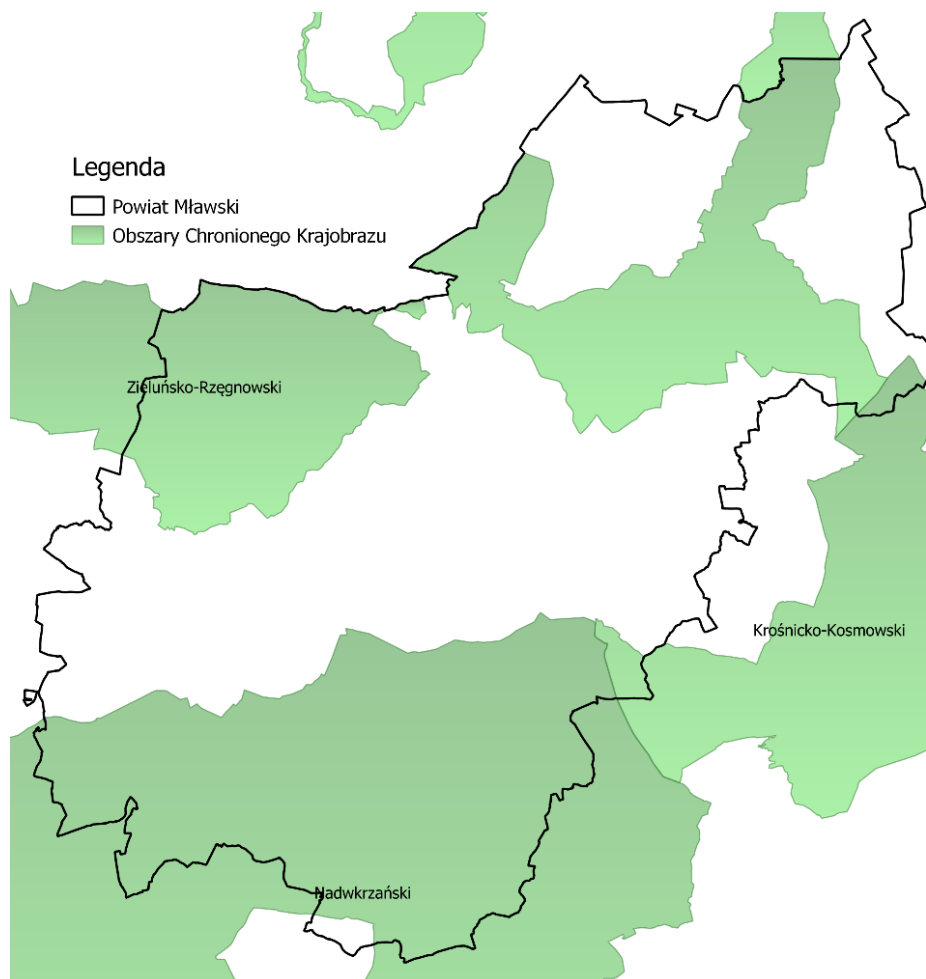 Legenda
Powiat Mławski
Obszary Chronionego Krajobrazu
Zieluńsko-Rzęgnowski
Krośnicko-Kosmowski
Nadwkrzański